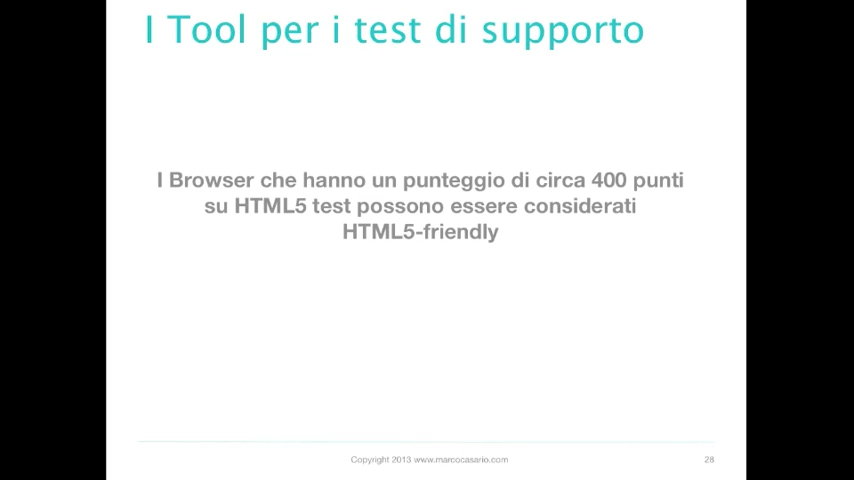 I Tool per i test di supporto
I Browser che hanno un punteggio di circa 400 punti
su HTML5 test possono essere considerati
HTML5-friendly
Copyright 2013 www.marcocasario.com
28